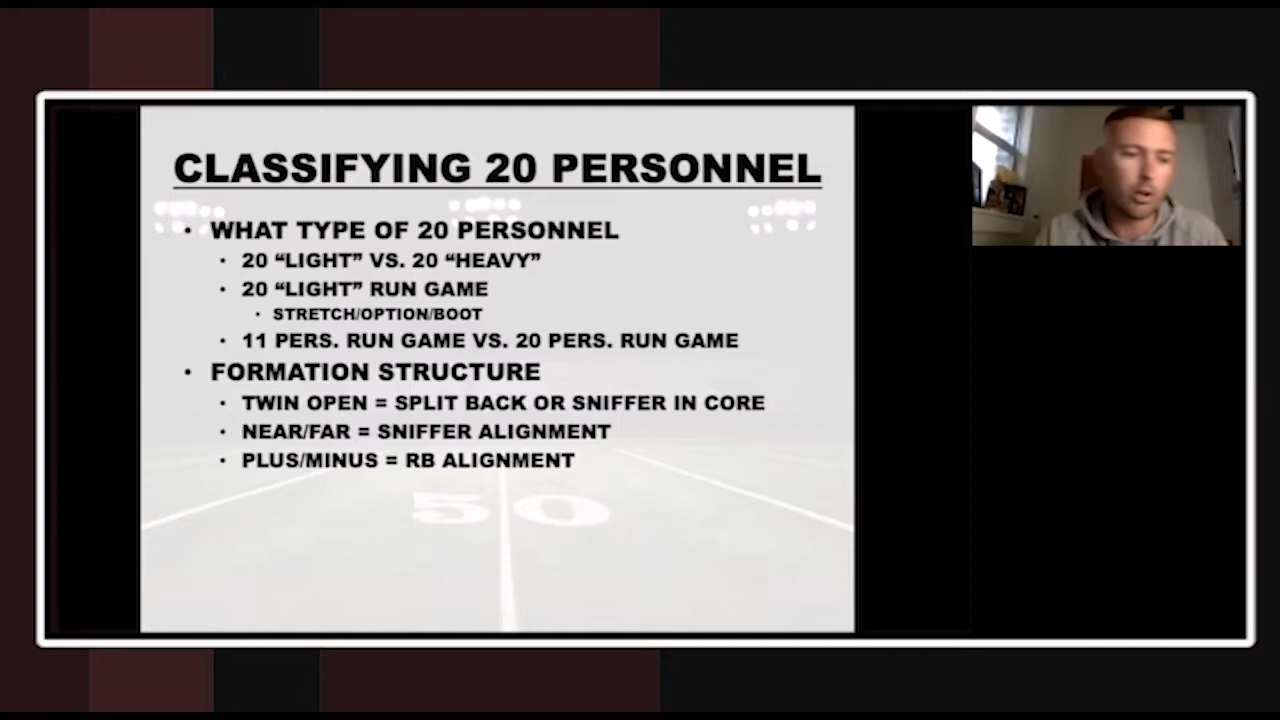 CLASSIFYING 20 PERSONNEL
• WHAT TYPE OF 20 PERSONNEL
• 20 “LIGHT” VS. 20 “HEAVY”
• 20 “LIGHT” RUN GAME
• STRETCH/OPTION/BOOT
• 11 PERS. RUN GAME VS. 20 PERS. RUN GAME
• FORMATION STRUCTURE
• TWIN OPEN = SPLIT BACK OR SNIFFER IN CORE
• NEAR/FAR = SNIFFER ALIGNMENT
• PLUS/MINUS = RB ALIGNMENT
50